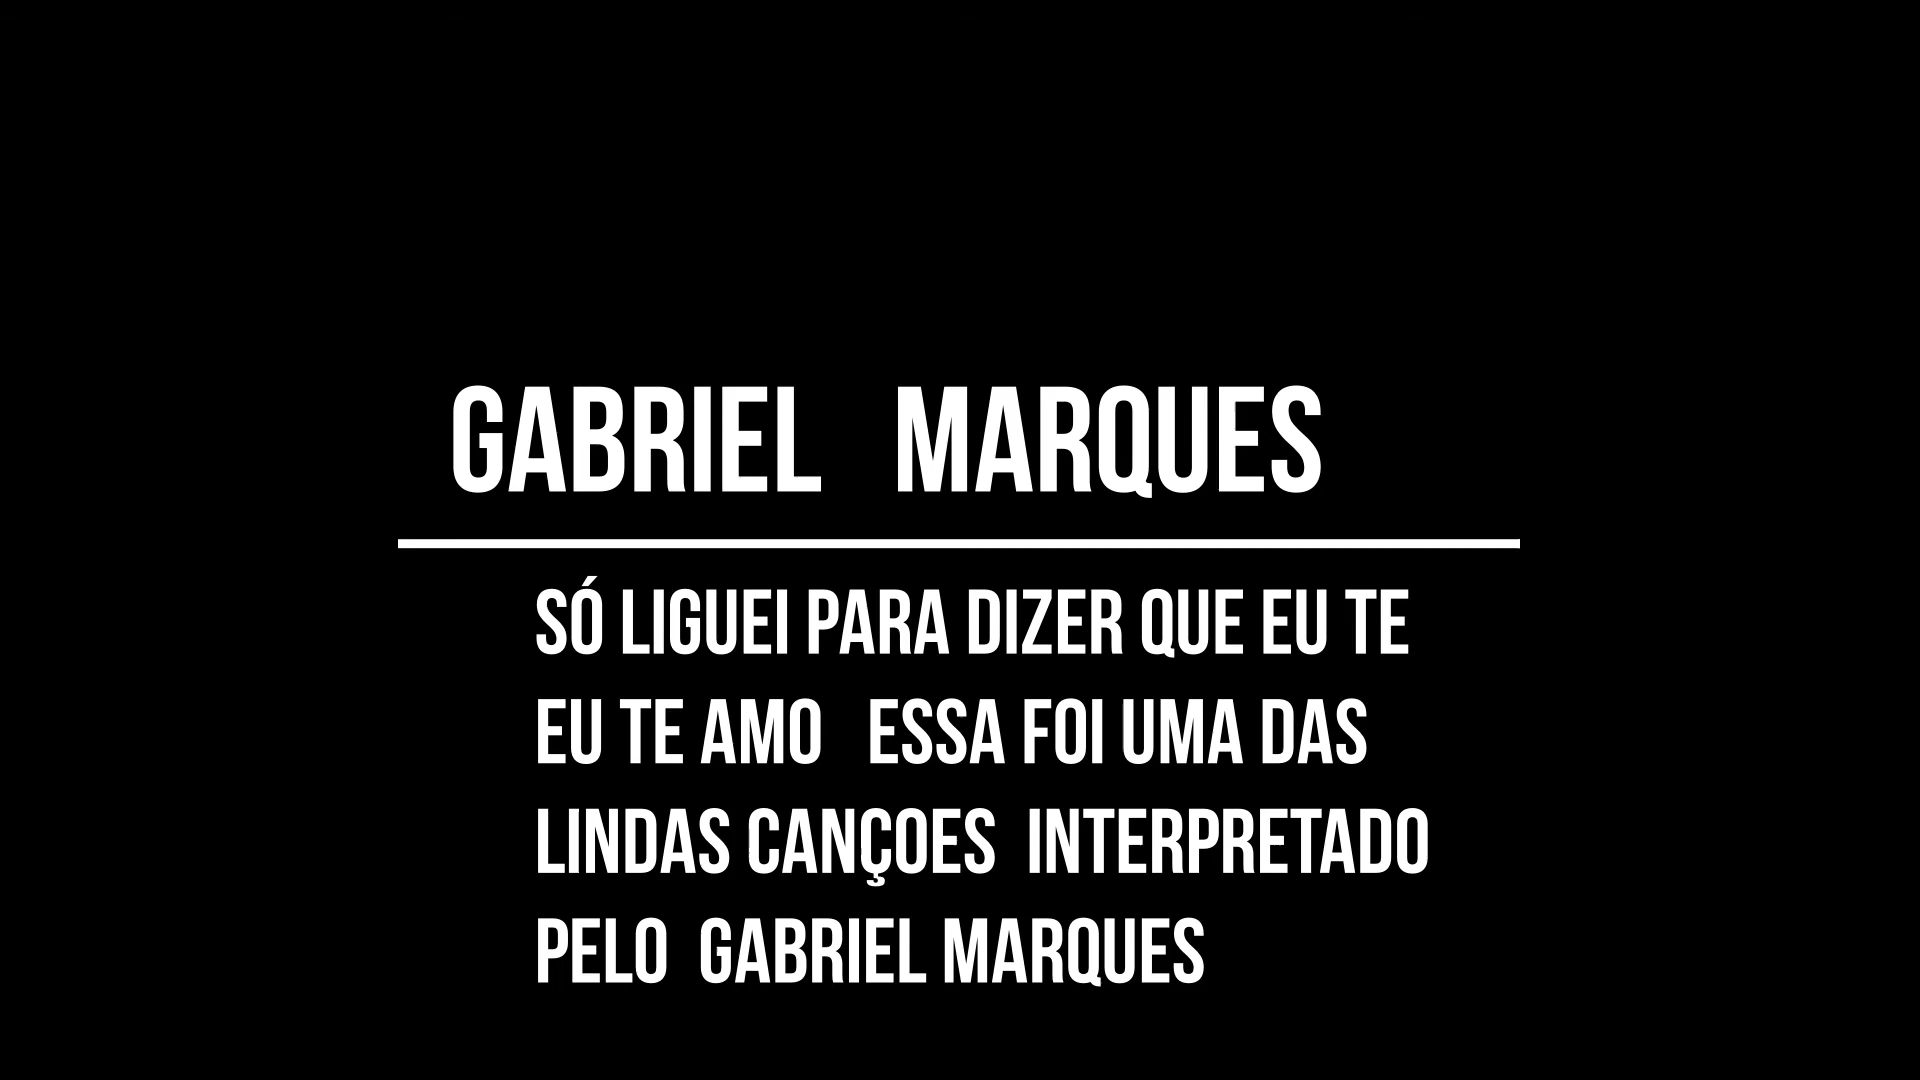 GABRIEL MARQUES
SÓ LIGUEI PARA DIZER QUE EU TE
EU TE AMO ESSA FOI UMA DAS
LINDAS CANÇOES INTERPRETADO
PELO GABRIEL MARQUES